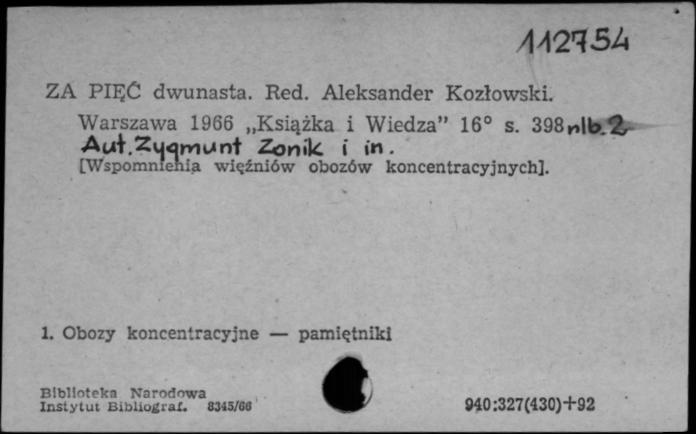 112754
ZA PIĘĆ dwunasta. Red. Aleksander Kozłowski.
Warszawa 1966 „Książka i Wiedza” 16° s. 398 nlb. 2
Aut. Zygmunt Zonik i in.
[Wspomnienia więźniów obozów koncentracyjnych].
1. Obozy koncentracyjne — pamiętniki
Biblioteka Narodowa
Instytut Bibliograf. 8345/66
940:327(430)+92